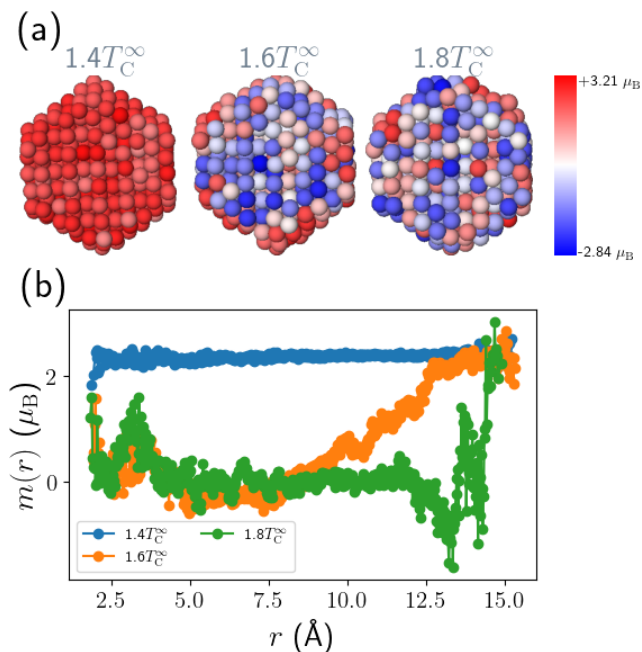 (a)
1.4T_C^∞ 1.6T_C^∞ 1.8T_C^∞
+3.21 μ_B
-2.84 μ_B
(b)
m(r) (μ_B)
2
0
1.4T_C^∞ 1.8T_C^∞
1.6T_C^∞
2.5 5.0 7.5 10.0 12.5 15.0
r (Å)